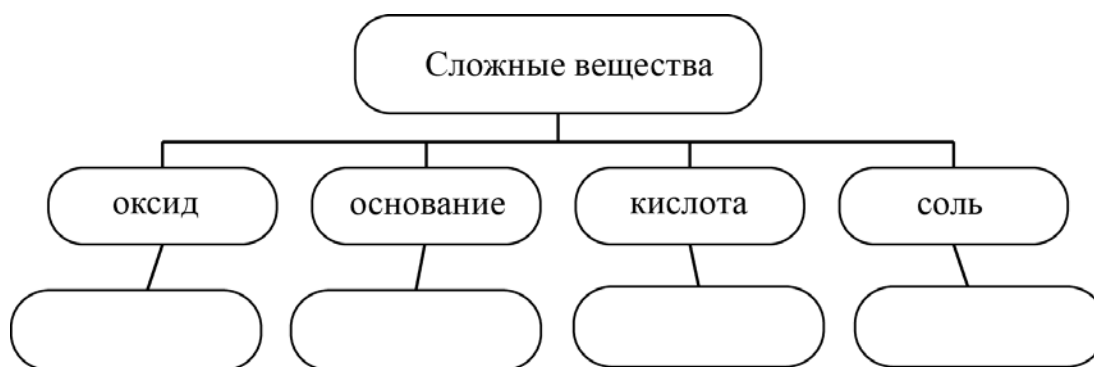 Сложные вещества
оксид
основание
кислота
соль